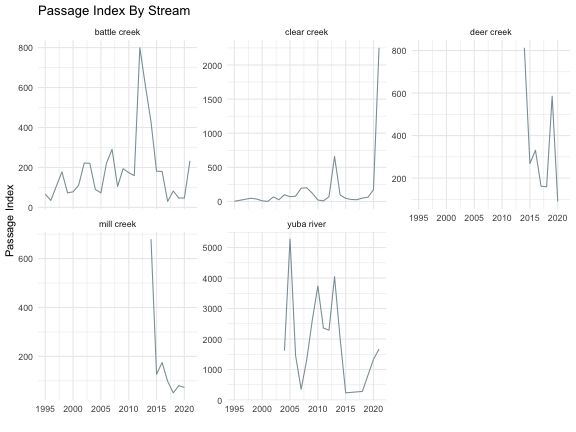 Passage Index By Stream
battle creek
clear creek
deer creek
800
600
400
200
0
2000
1500
1000
500
0
800
600
400
200
1995 2000 2005 2010 2015 2020
Passage Index
mill creek
yuba river
600
400
200
5000
4000
3000
2000
1000
0
1995 2000 2005 2010 2015 2020
1995 2000 2005 2010 2015 2020